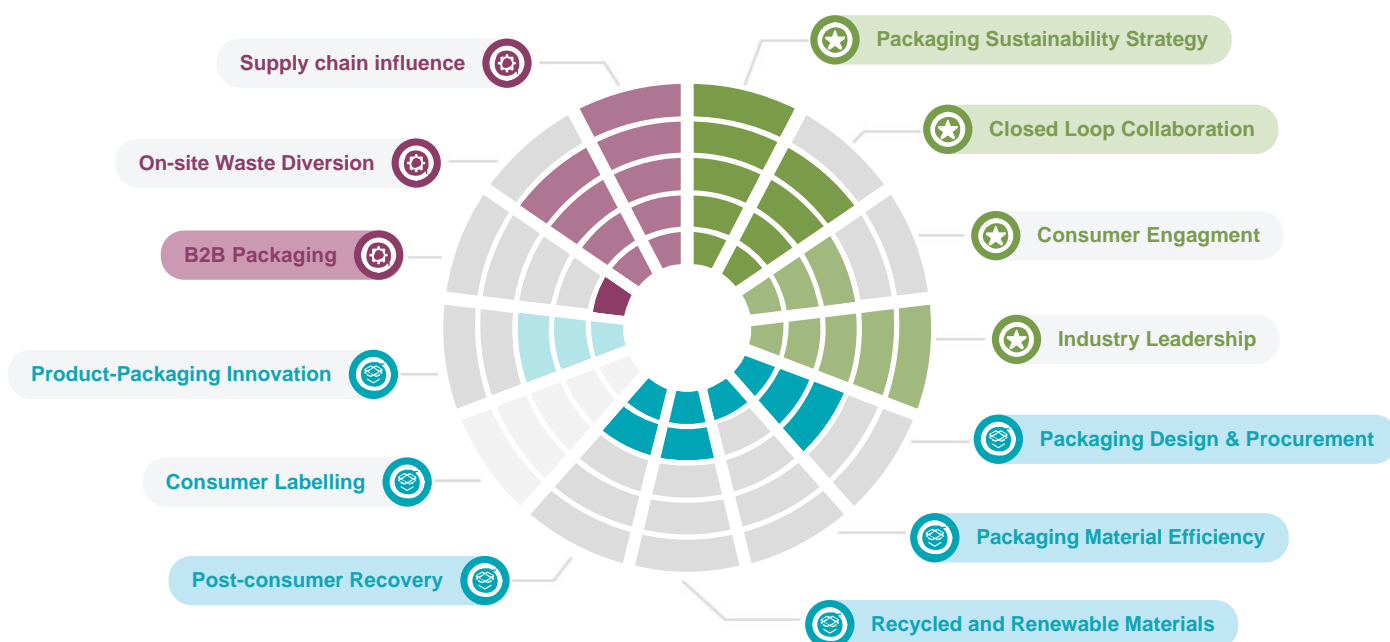 Packaging Sustainability Strategy
Supply chain influence
Closed Loop Collaboration
On-site Waste Diversion
Consumer Engagment
B2B Packaging
Industry Leadership
Product-Packaging Innovation
Packaging Design & Procurement
Consumer Labelling
Packaging Material Efficiency
Post-consumer Recovery
Recycled and Renewable Materials